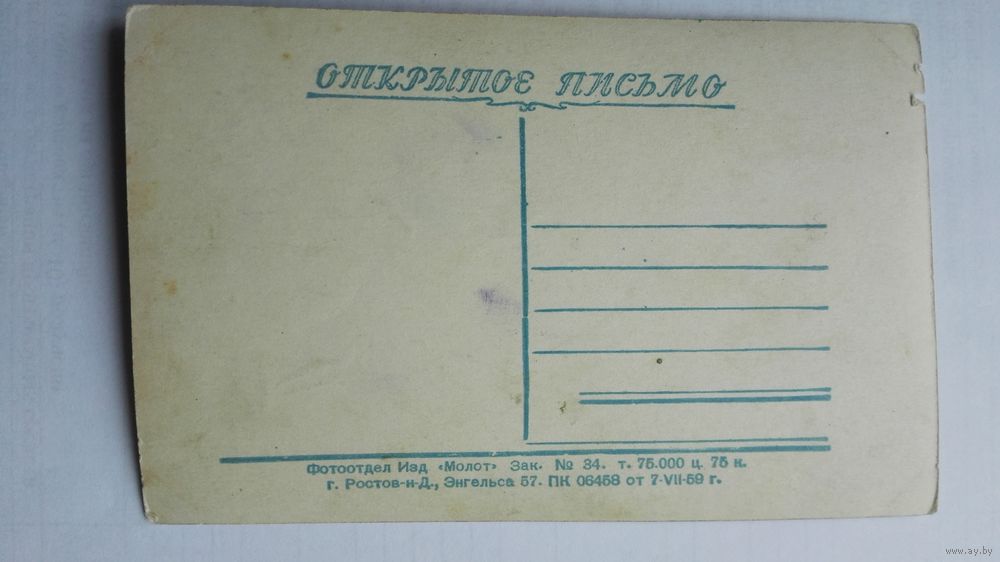 ОТКРЫТОЕ ПИСЬМО
Фотоотдел Изд «Молот» Зак. № 34. т. 75.000 ц. 75 к.
г. Ростов-н-Д., Энгельса 57. ПК 06458 от 7-VII-59 г.
www.ay.by